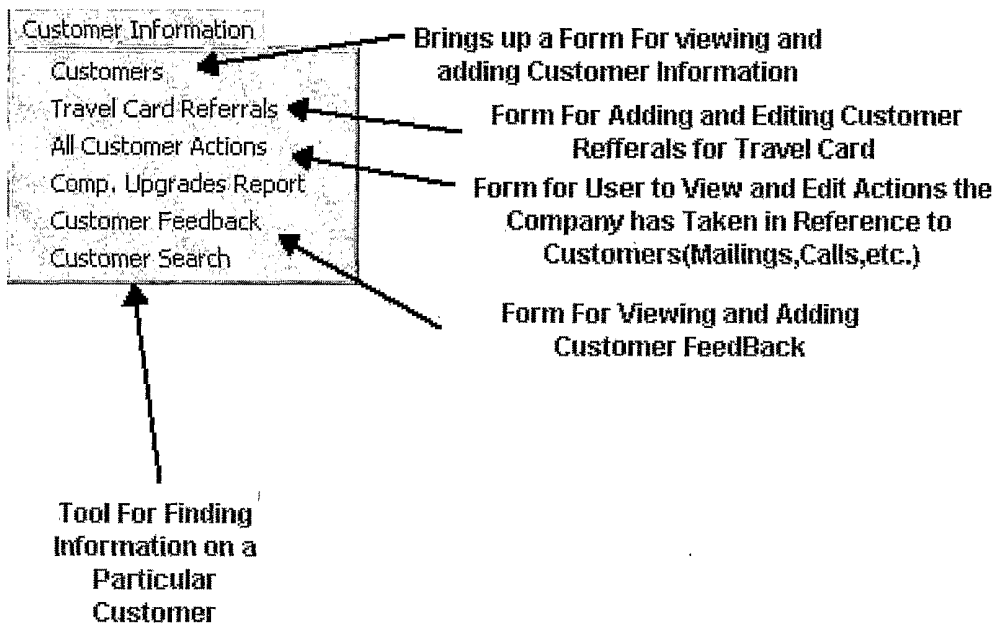 Customer Information
Customers
Travel Card Referrals
All Customer Actions
Comp. Upgrades Report
Customer Feedback
Customer Search
Brings up a Form For viewing and
adding Customer Information
Form For Adding and Editing Customer
Refferals for Travel Card
Form for User to View and Edit Actions the
Company has Taken in Reference to
Customers(Mailings,Calls,etc.)
Form For Viewing and Adding
Customer FeedBack
Tool For Finding
Information on a
Particular
Customer